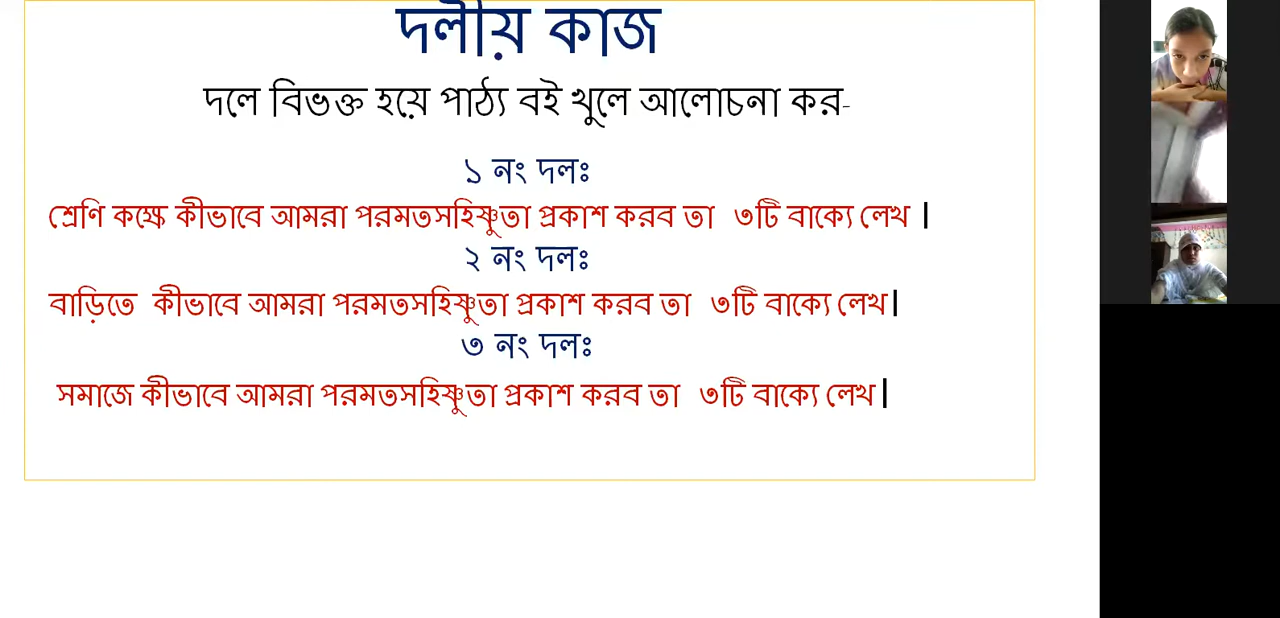 দলীয় কাজ
দলে বিভক্ত হয়ে পাঠ্য বই খুলে আলোচনা কর-
১ নং দলঃ
শ্রেণি কক্ষে কীভাবে আমরা পরমতসহিষ্ণুতা প্রকাশ করব তা ৩টি বাক্যে লেখ ।
২ নং দলঃ
বাড়িতে কীভাবে আমরা পরমতসহিষ্ণুতা প্রকাশ করব তা ৩টি বাক্যে লেখ।
৩ নং দলঃ
সমাজে কীভাবে আমরা পরমতসহিষ্ণুতা প্রকাশ করব তা ৩টি বাক্যে লেখ।